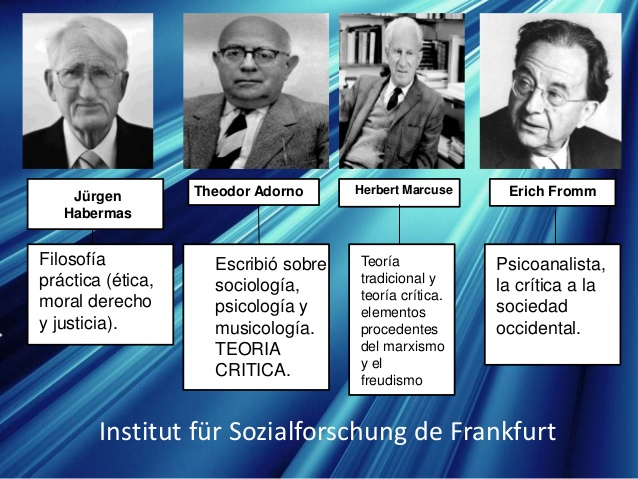 Jürgen
Habermas
Theodor Adorno
Herbert Marcuse
Erich Fromm
Filosofía
práctica (ética,
moral derecho
y justicia).
Escribió sobre
sociología,
psicología y
musicología.
TEORIA
CRITICA.
Teoría
tradicional y
teoría crítica.
elementos
procedentes
del marxismo
y el
freudismo
Psicoanalista,
la crítica a la
sociedad
occidental.
Institut für Sozialforschung de Frankfurt